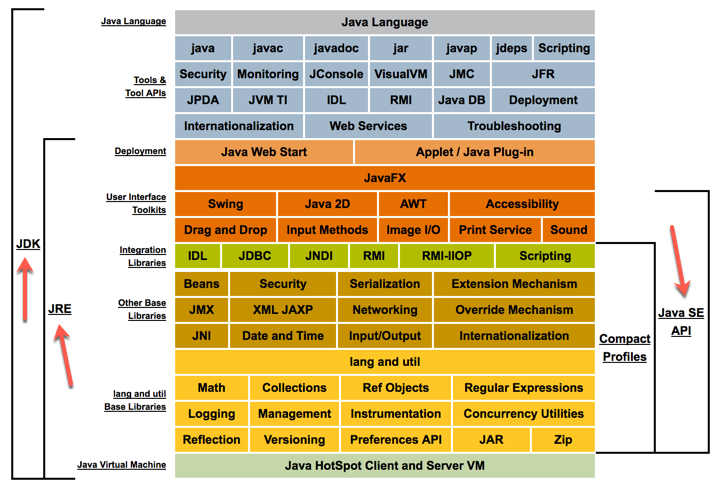 Java Language Java Language
java javac javadoc jar javap jdeps Scripting
Tools &
Tool APIs
Security Monitoring JConsole VisualVM JMC JFR
JPDA JVM TI IDL RMI Java DB Deployment
Internationalization Web Services Troubleshooting
Deployment Java Web Start Applet / Java Plug-in
JavaFX
User Interface
Toolkits
Swing Java 2D AWT Accessibility
Drag and Drop Input Methods Image I/O Print Service Sound
Integration
Libraries
IDL JDBC JNDI RMI RMI-IIOP Scripting
JDK
JRE
Other Base
Libraries
Beans Security Serialization Extension Mechanism
JMX XML JAXP Networking Override Mechanism
JNI Date and Time Input/Output Internationalization
Java SE
API
Compact
Profiles
lang and util
lang and util
Base Libraries
Math Collections Ref Objects Regular Expressions
Logging Management Instrumentation Concurrency Utilities
Reflection Versioning Preferences API JAR Zip
Java Virtual Machine Java HotSpot Client and Server VM